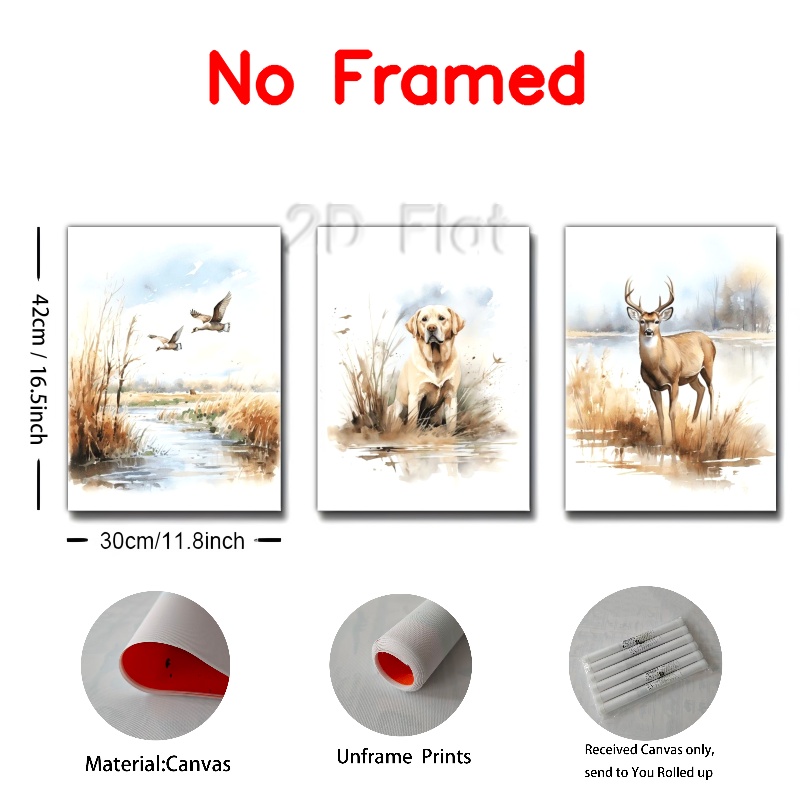 No Framed
2D Flat
42cm / 16.5inch
30cm/11.8inch
Material:Canvas
Unframe Prints
Received Canvas only,
send to You Rolled up